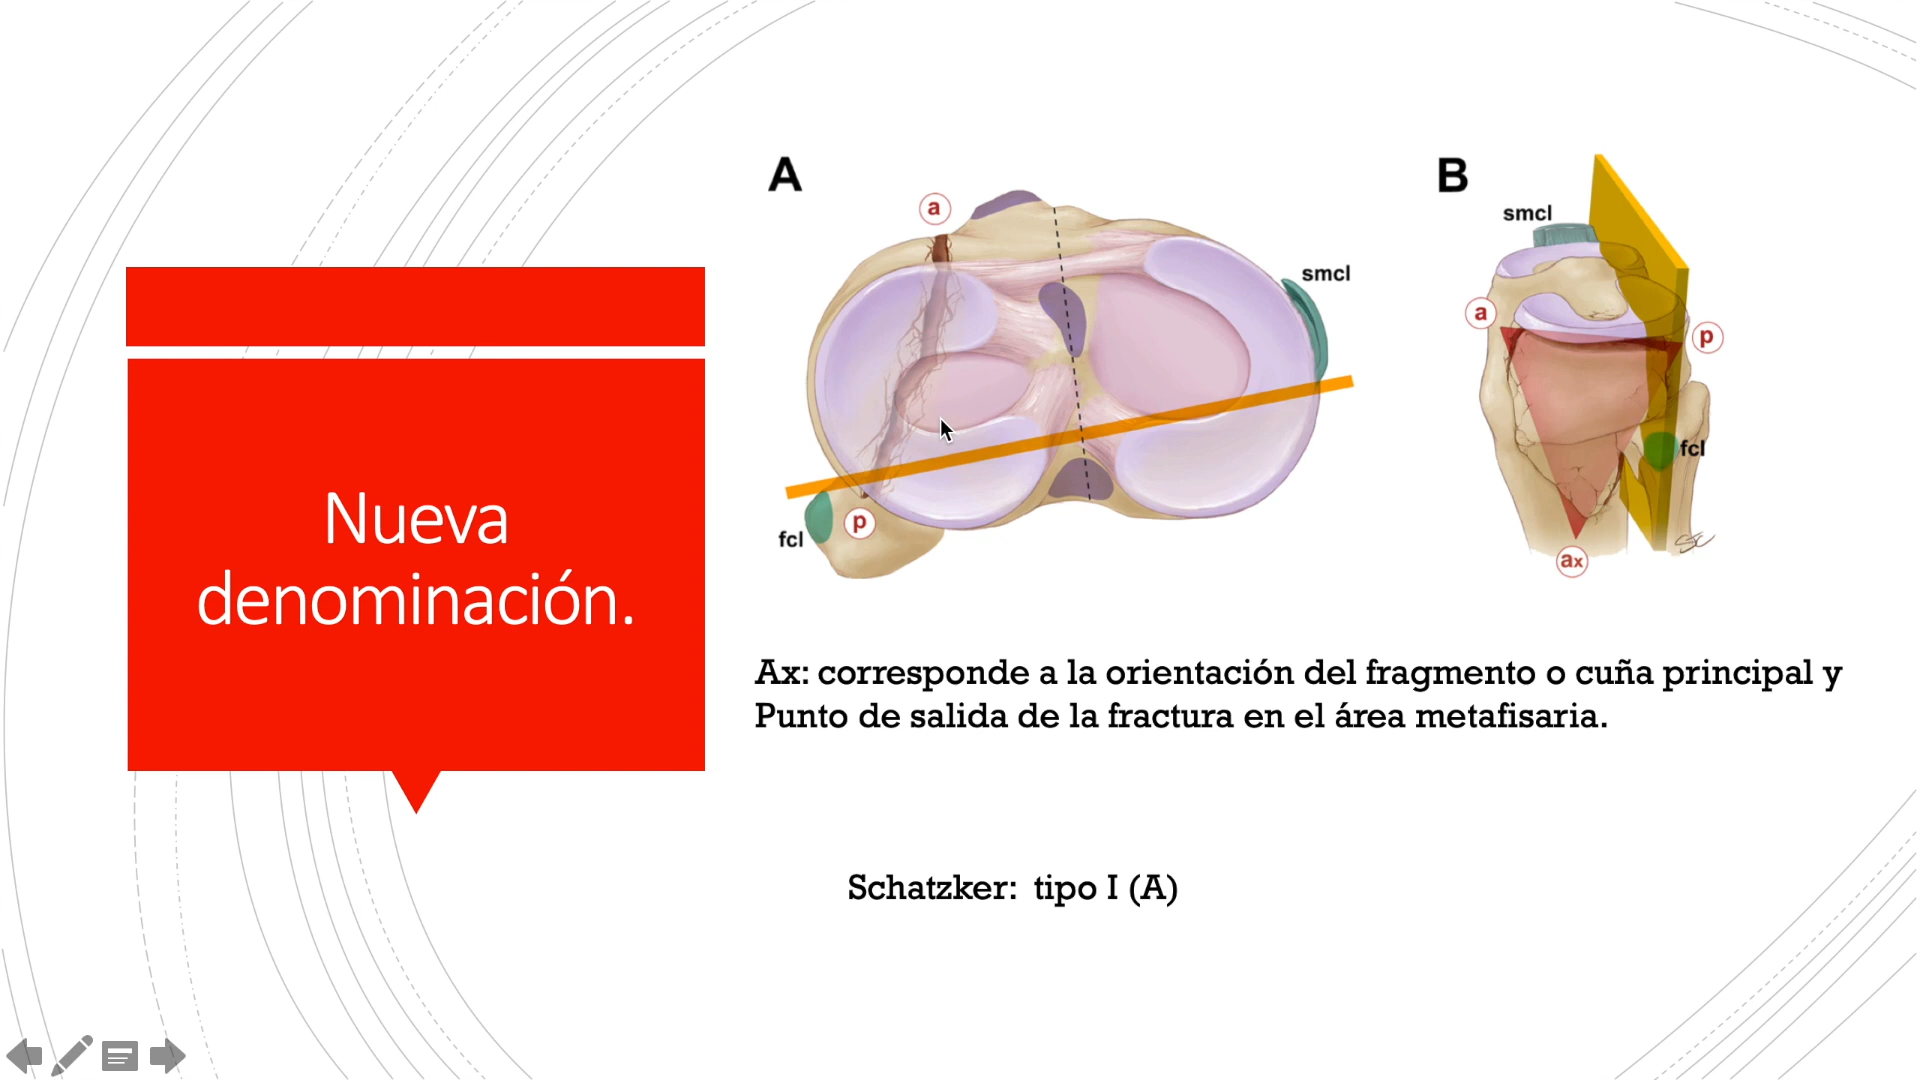 Nueva
denominación.
A
a
smcl
fcl
p
B
smcl
a
p
fcl
ax
Ax: corresponde a la orientación del fragmento o cuña principal y
Punto de salida de la fractura en el área metafisaria.
Schatzker: tipo I (A)